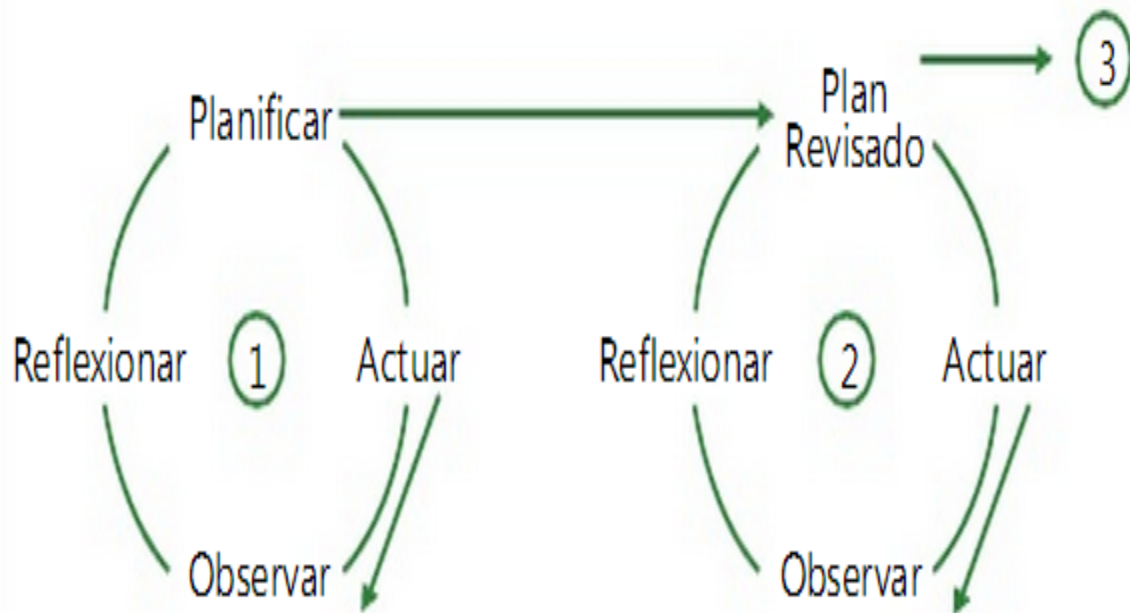 3
Planificar
Plan
Revisado
Reflexionar
1
Actuar
Reflexionar
2
Actuar
Observar
Observar